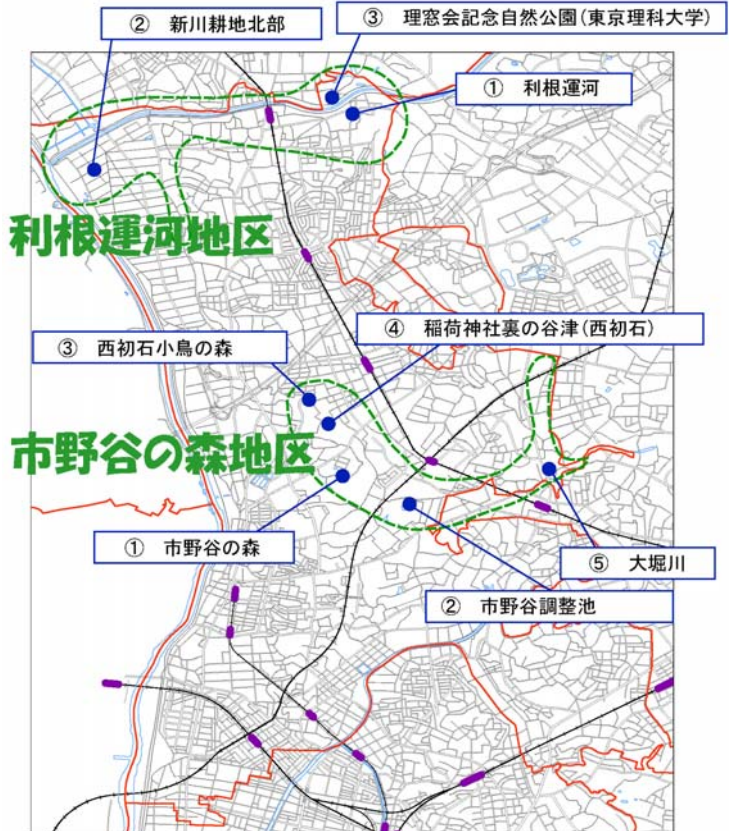 ② 新川耕地北部
③ 理窓会記念自然公園(東京理科大学)
① 利根運河
利根運河地区
④ 稲荷神社裏の谷津(西初石)
③ 西初石小鳥の森
市野谷の森地区
① 市野谷の森
⑤ 大堀川
② 市野谷調整池